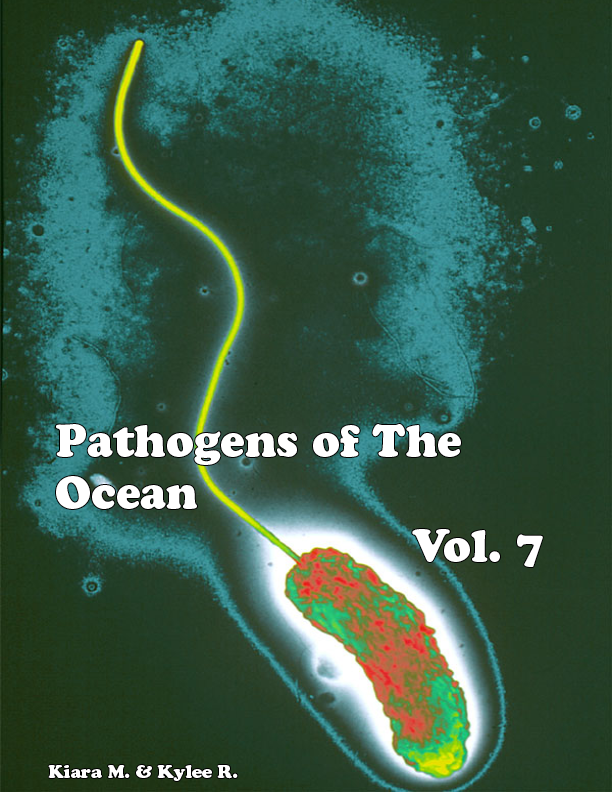 Pathogens of The
Ocean
Vol. 7
Kiara M. & Kylee R.